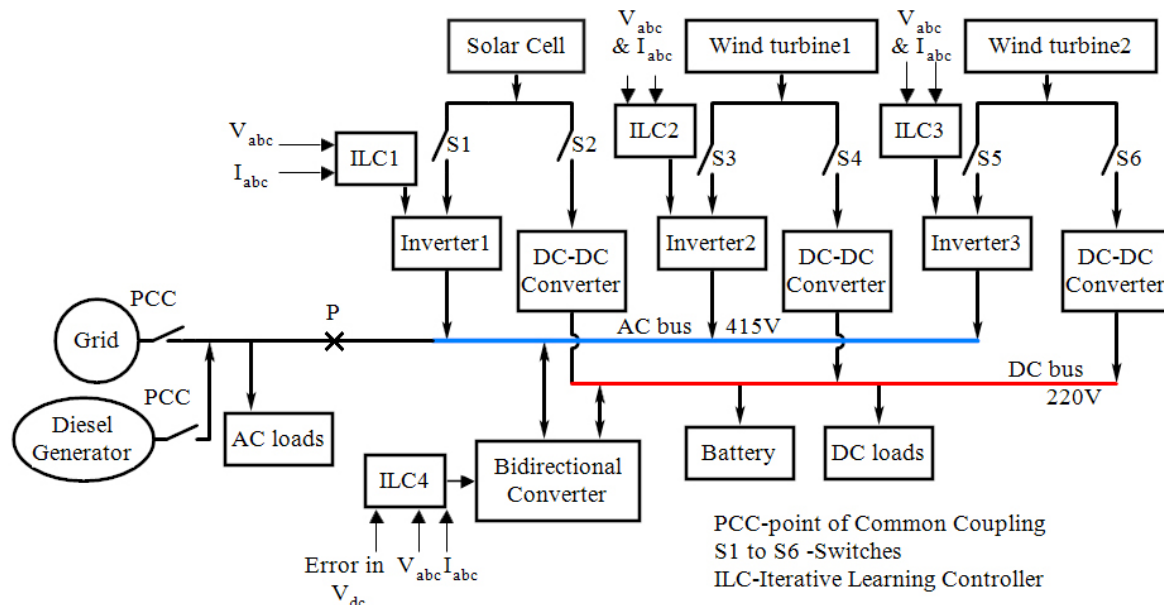 Solar Cell
V_abc
& I_abc
Wind turbine1
V_abc
& I_abc
Wind turbine2
V_abc
I_abc
ILC1
S1
S2
ILC2
S3
S4
ILC3
S5
S6
Inverter1
DC-DC
Converter
Inverter2
DC-DC
Converter
Inverter3
DC-DC
Converter
PCC
Grid
P
AC bus
415V
DC bus
220V
PCC
Diesel
Generator
AC loads
ILC4
Bidirectional
Converter
Battery
DC loads
Error in
V_dc
V_abc
I_abc
PCC-point of Common Coupling
S1 to S6 -Switches
ILC-Iterative Learning Controller